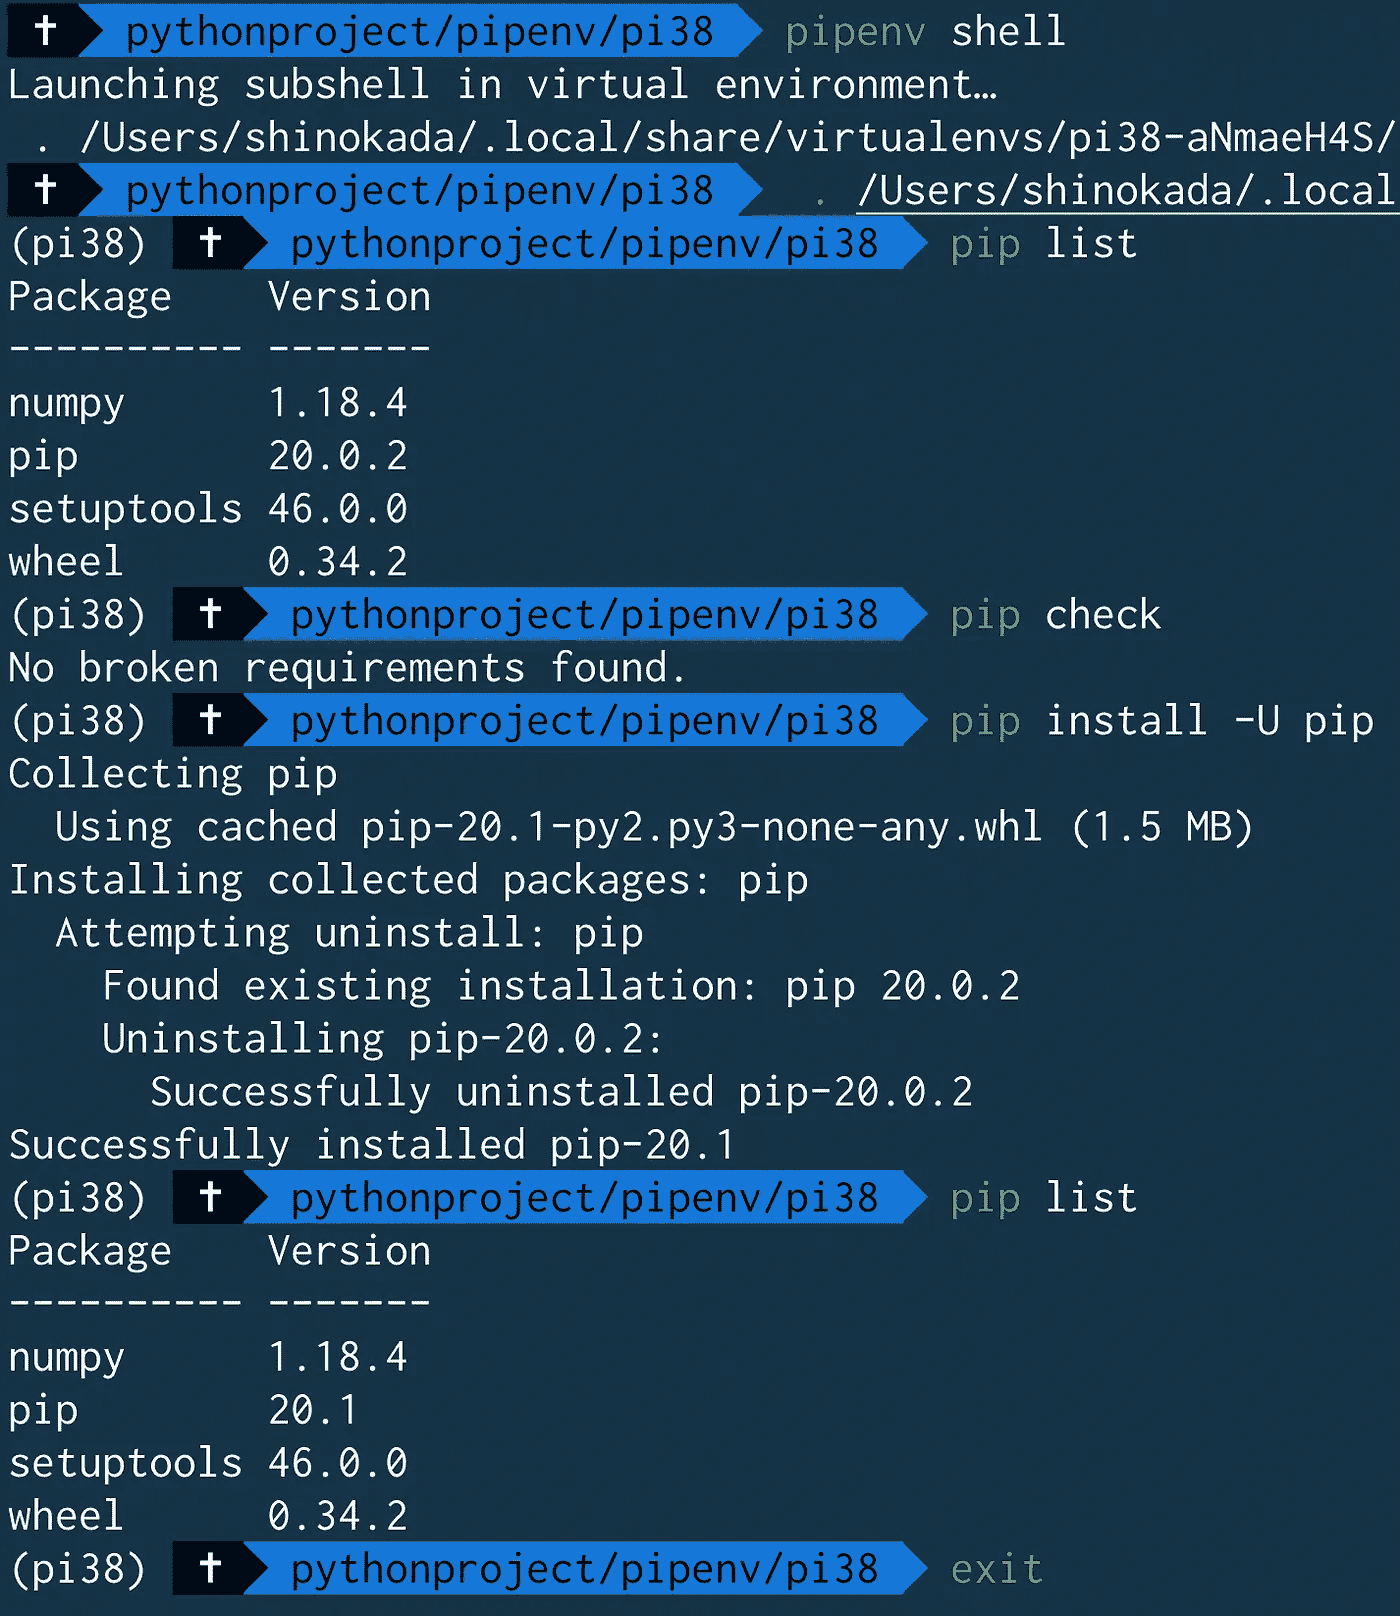 ✝ pythonproject/pipenv/pi38 pipenv shell
Launching subshell in virtual environment…
 . /Users/shinokada/.local/share/virtualenvs/pi38-aNmaeH4S/
✝ pythonproject/pipenv/pi38 . /Users/shinokada/.local
(pi38) ✝ pythonproject/pipenv/pi38 pip list
Package    Version
---------- -------
numpy      1.18.4
pip        20.0.2
setuptools 46.0.0
wheel      0.34.2
(pi38) ✝ pythonproject/pipenv/pi38 pip check
No broken requirements found.
(pi38) ✝ pythonproject/pipenv/pi38 pip install -U pip
Collecting pip
  Using cached pip-20.1-py2.py3-none-any.whl (1.5 MB)
Installing collected packages: pip
  Attempting uninstall: pip
    Found existing installation: pip 20.0.2
    Uninstalling pip-20.0.2:
      Successfully uninstalled pip-20.0.2
Successfully installed pip-20.1
(pi38) ✝ pythonproject/pipenv/pi38 pip list
Package    Version
---------- -------
numpy      1.18.4
pip        20.1
setuptools 46.0.0
wheel      0.34.2
(pi38) ✝ pythonproject/pipenv/pi38 exit